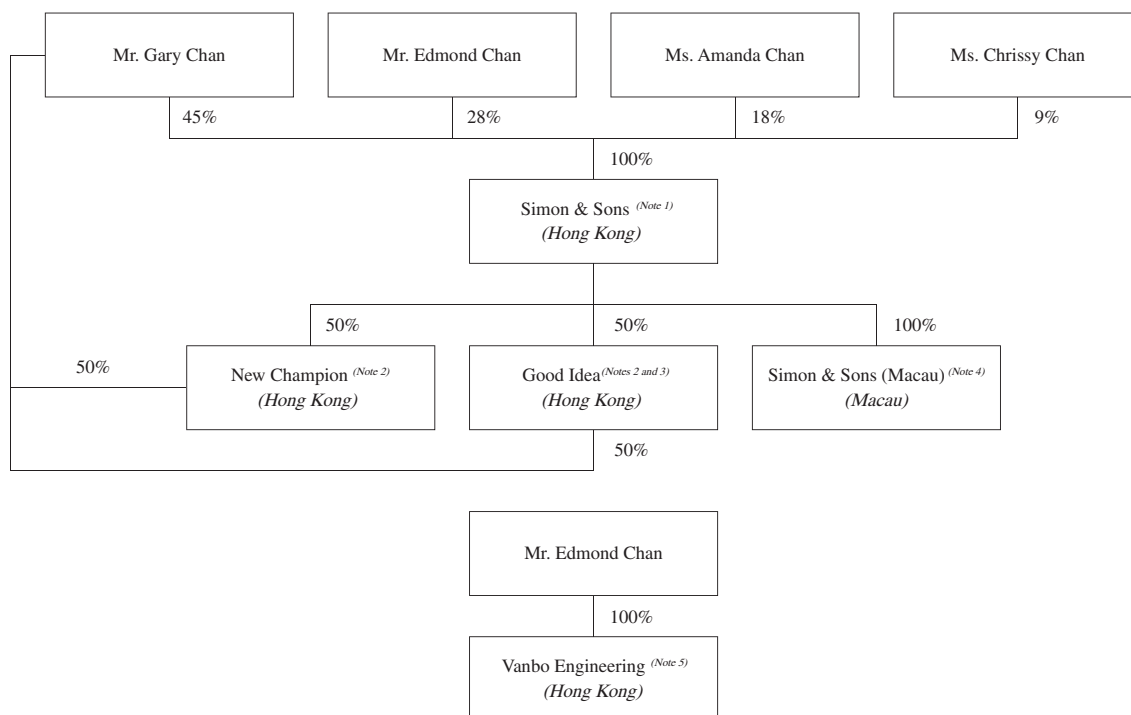 Mr. Gary Chan
Mr. Edmond Chan
Ms. Amanda Chan
Ms. Chrissy Chan
45%
28%
18%
9%
100%
Simon & Sons (Note 1)
(Hong Kong)
50%
50%
100%
50%
New Champion (Note 2)
(Hong Kong)
Good Idea(Notes 2 and 3)
(Hong Kong)
Simon & Sons (Macau) (Note 4)
(Macau)
50%
Mr. Edmond Chan
100%
Vanbo Engineering (Note 5)
(Hong Kong)